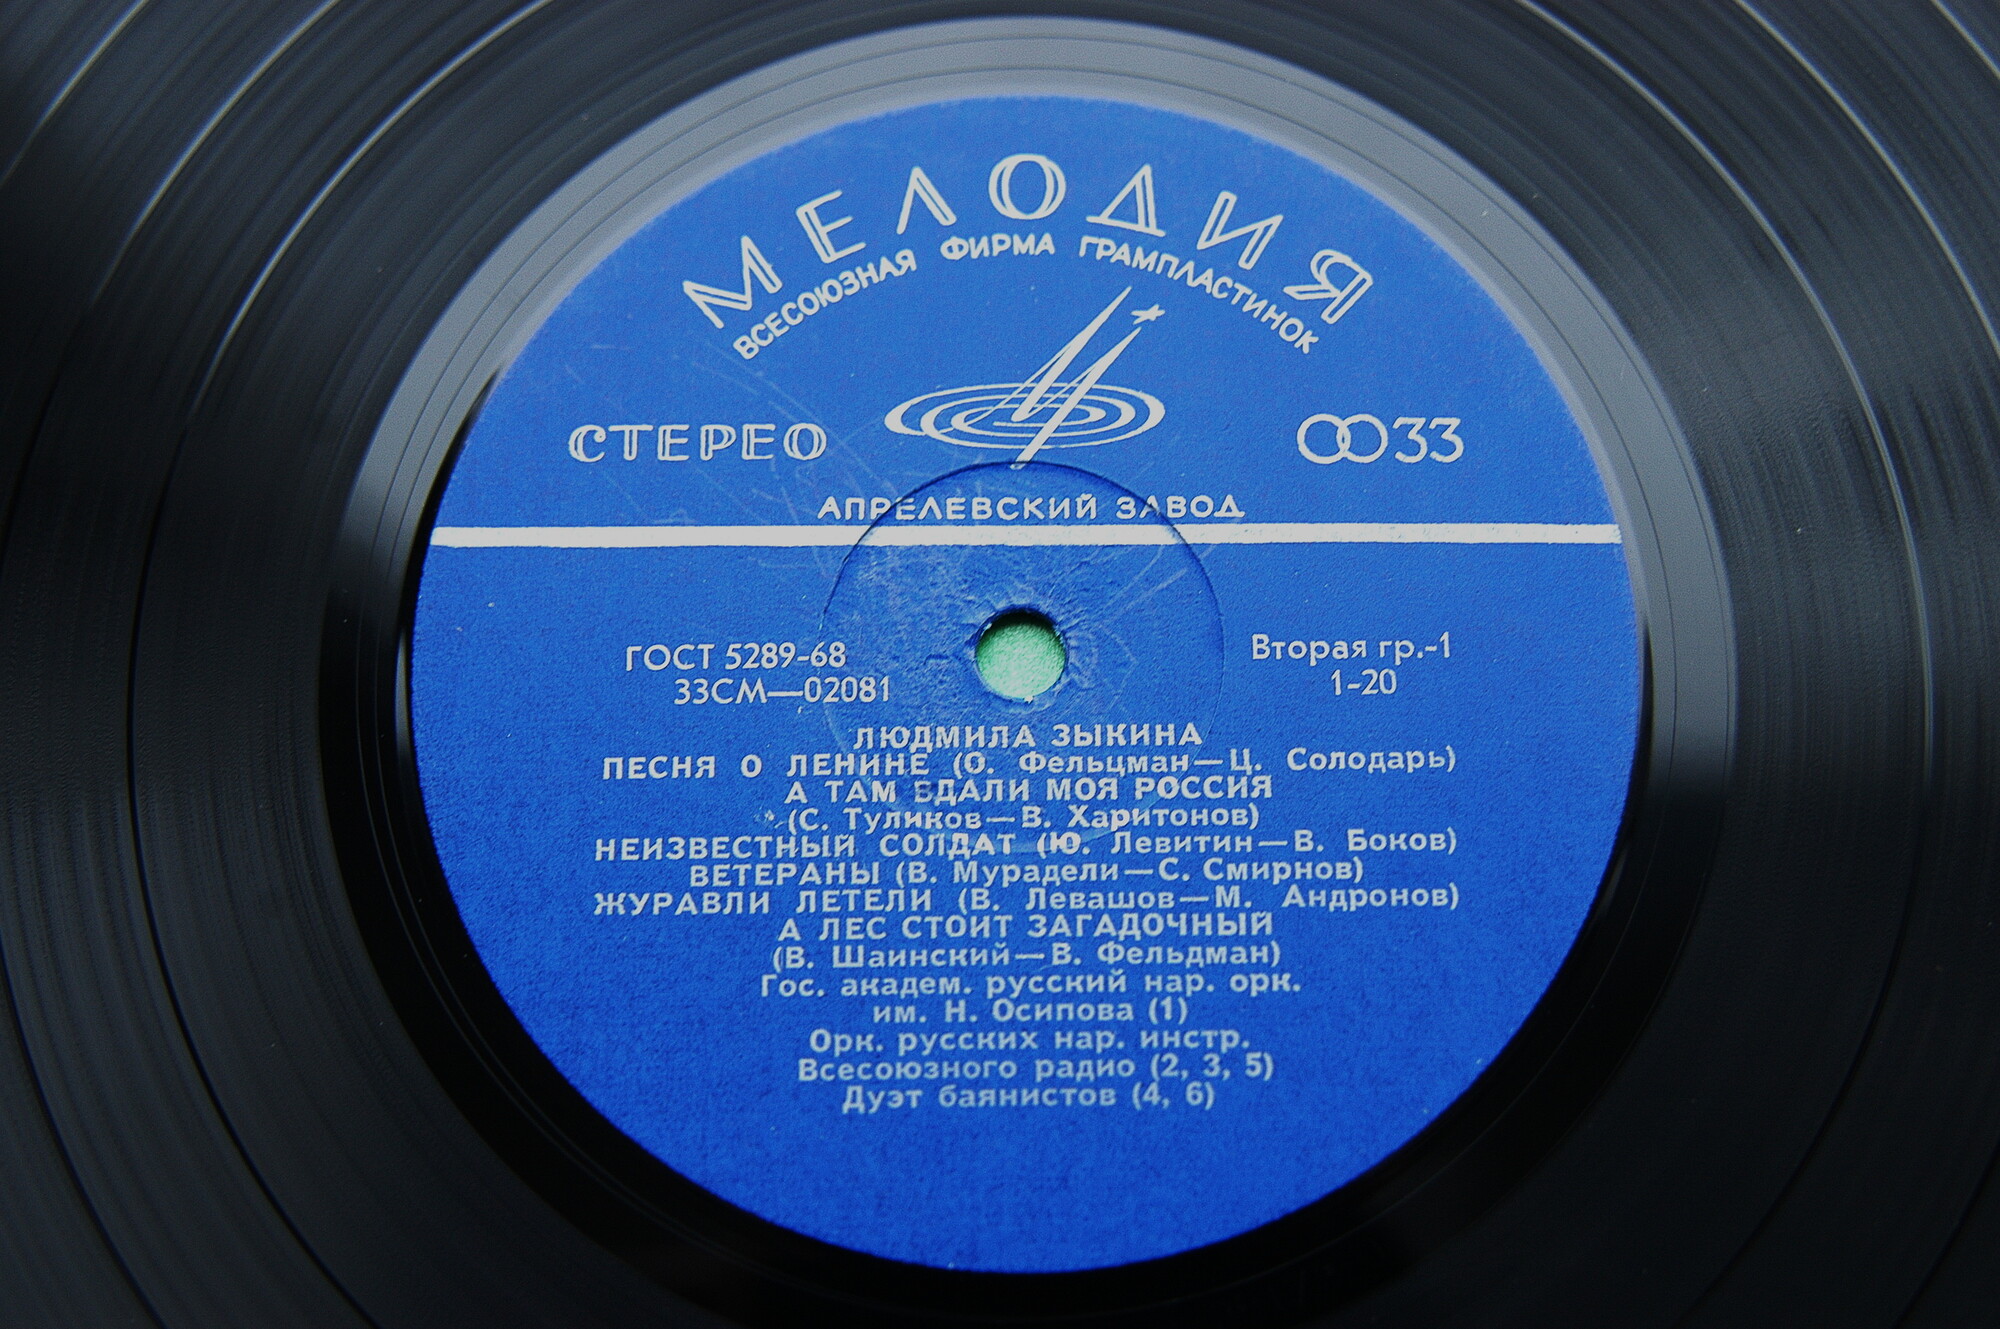 МЕЛОДИЯ
ВСЕСОЮЗНАЯ ФИРМА ГРАМПЛАСТИНОК
СТЕРЕО
33
АПРЕЛЕВСКИЙ ЗАВОД
ГОСТ 5289-68
33СМ—02081
Вторая гр.-1
1-20
ЛЮДМИЛА ЗЫКИНА
ПЕСНЯ О ЛЕНИНЕ (О. Фельцман—Ц. Солодарь)
А ТАМ ВДАЛИ МОЯ РОССИЯ
(С. Туликов—В. Харитонов)
НЕИЗВЕСТНЫЙ СОЛДАТ (Ю. Левитин—В. Боков)
ВЕТЕРАНЫ (В. Мурадели—С. Смирнов)
ЖУРАВЛИ ЛЕТЕЛИ (В. Левашов—М. Андронов)
А ЛЕС СТОИТ ЗАГАДОЧНЫЙ
(В. Шаинский—В. Фельдман)
Гос. академ. русский нар. орк.
им. Н. Осипова (1)
Орк. русских нар. инстр.
Всесоюзного радио (2, 3, 5)
Дуэт баянистов (4, 6)